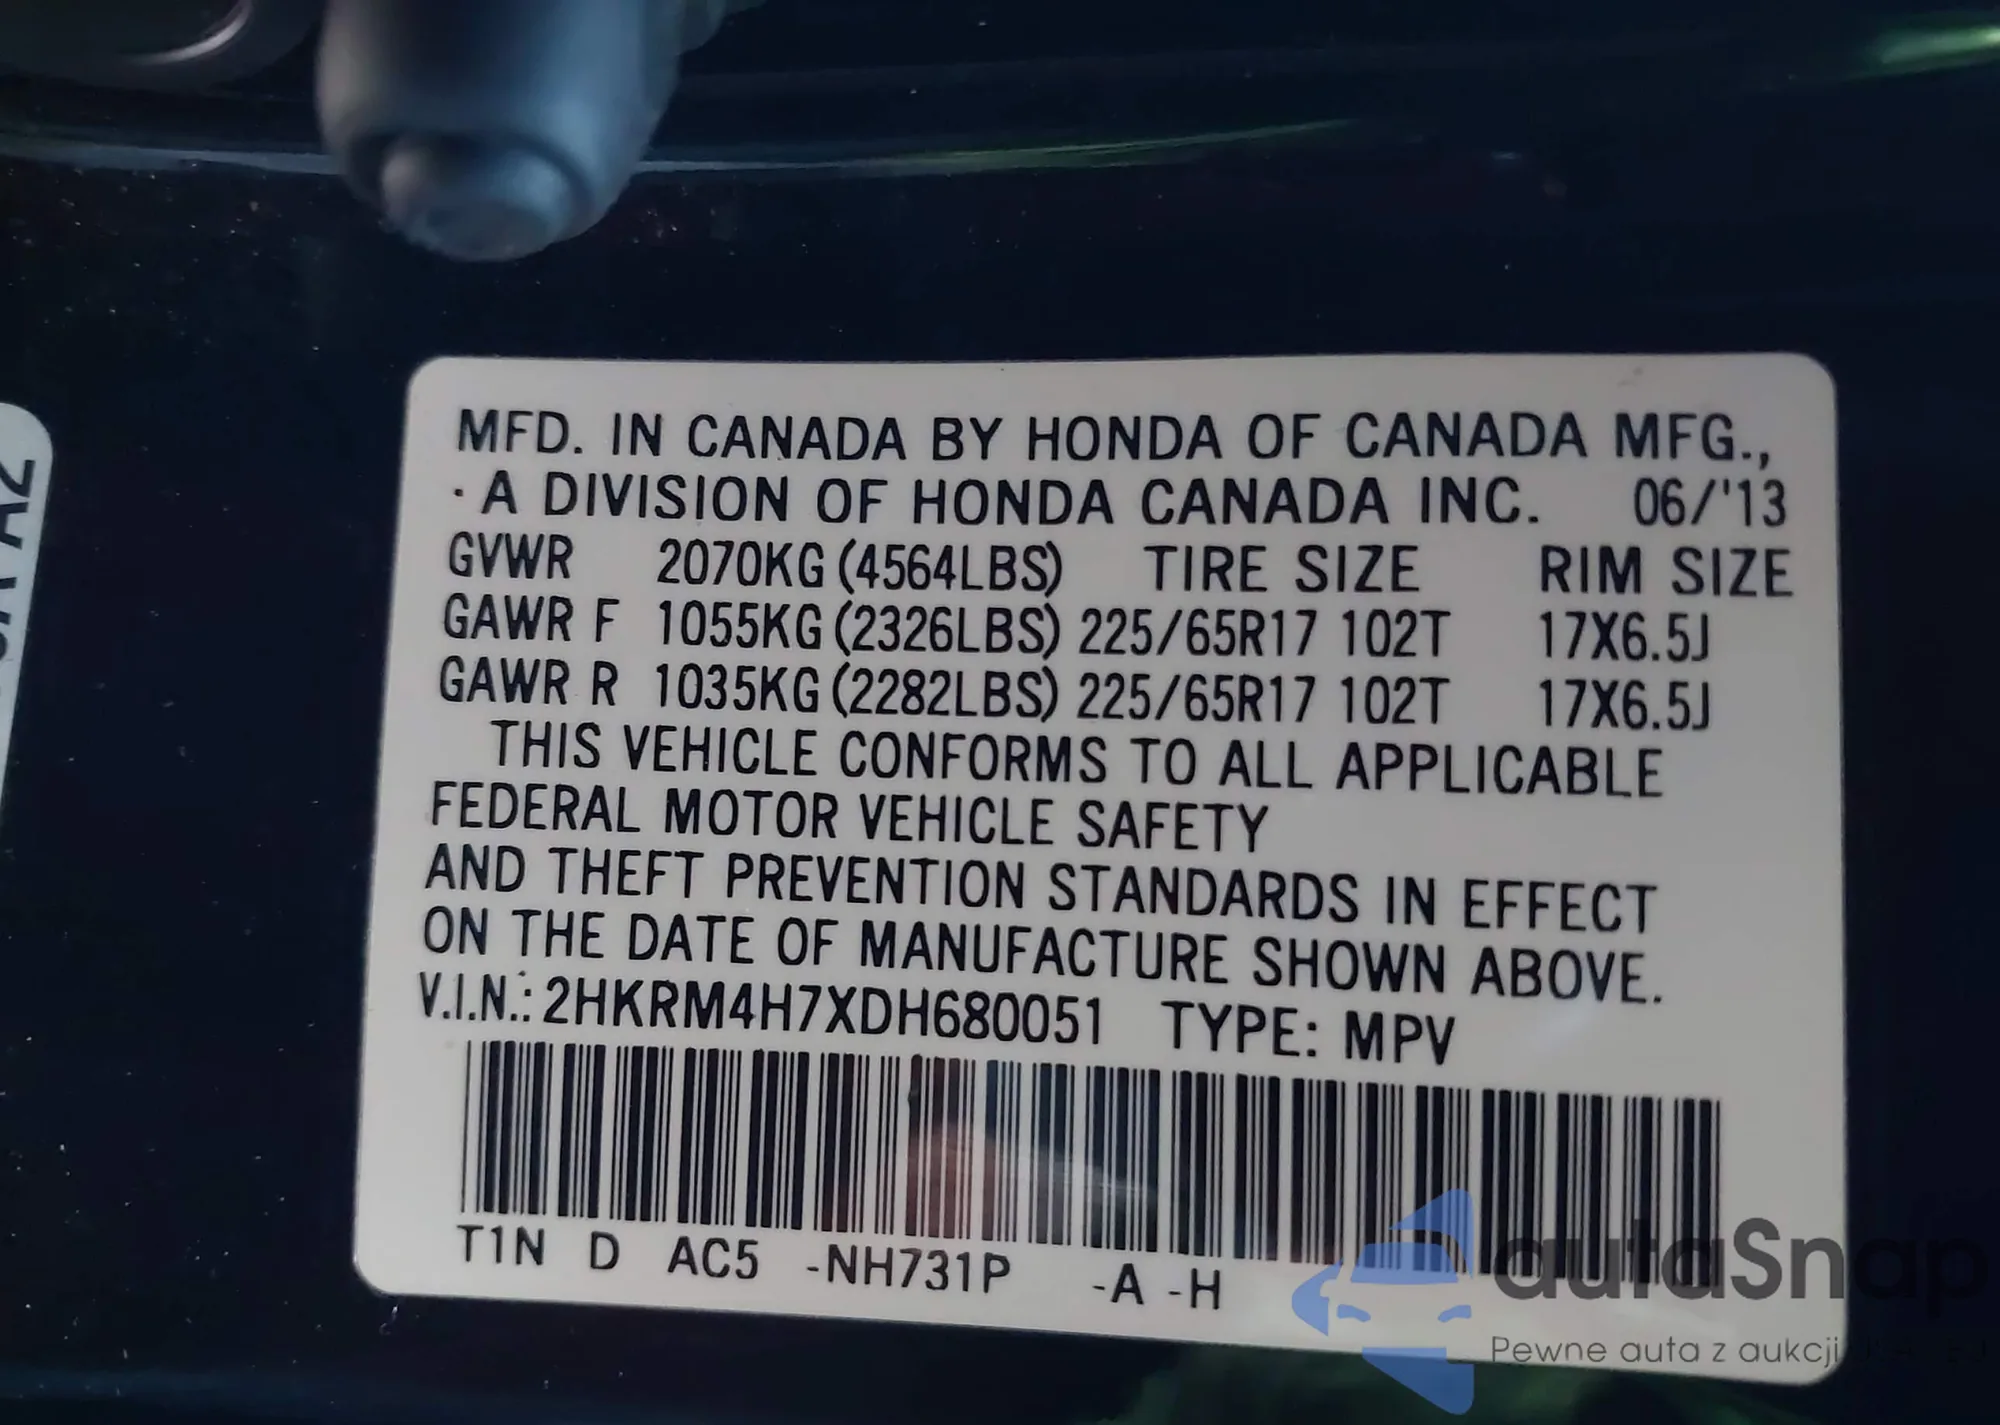 MFD. IN CANADA BY HONDA OF CANADA MFG.,
A DIVISION OF HONDA CANADA INC. 06/'13
GVWR 2070KG (4564LBS) TIRE SIZE RIM SIZE
GAWR F 1055KG (2326LBS) 225/65R17 102T 17X6.5J
GAWR R 1035KG (2282LBS) 225/65R17 102T 17X6.5J
THIS VEHICLE CONFORMS TO ALL APPLICABLE
FEDERAL MOTOR VEHICLE SAFETY
AND THEFT PREVENTION STANDARDS IN EFFECT
ON THE DATE OF MANUFACTURE SHOWN ABOVE.
V.I.N.: 2HKRM4H7XDH680051 TYPE: MPV
T1N D AC5 -NH731P -A -H
autaSnap
Pewne auta z aukcji
A2